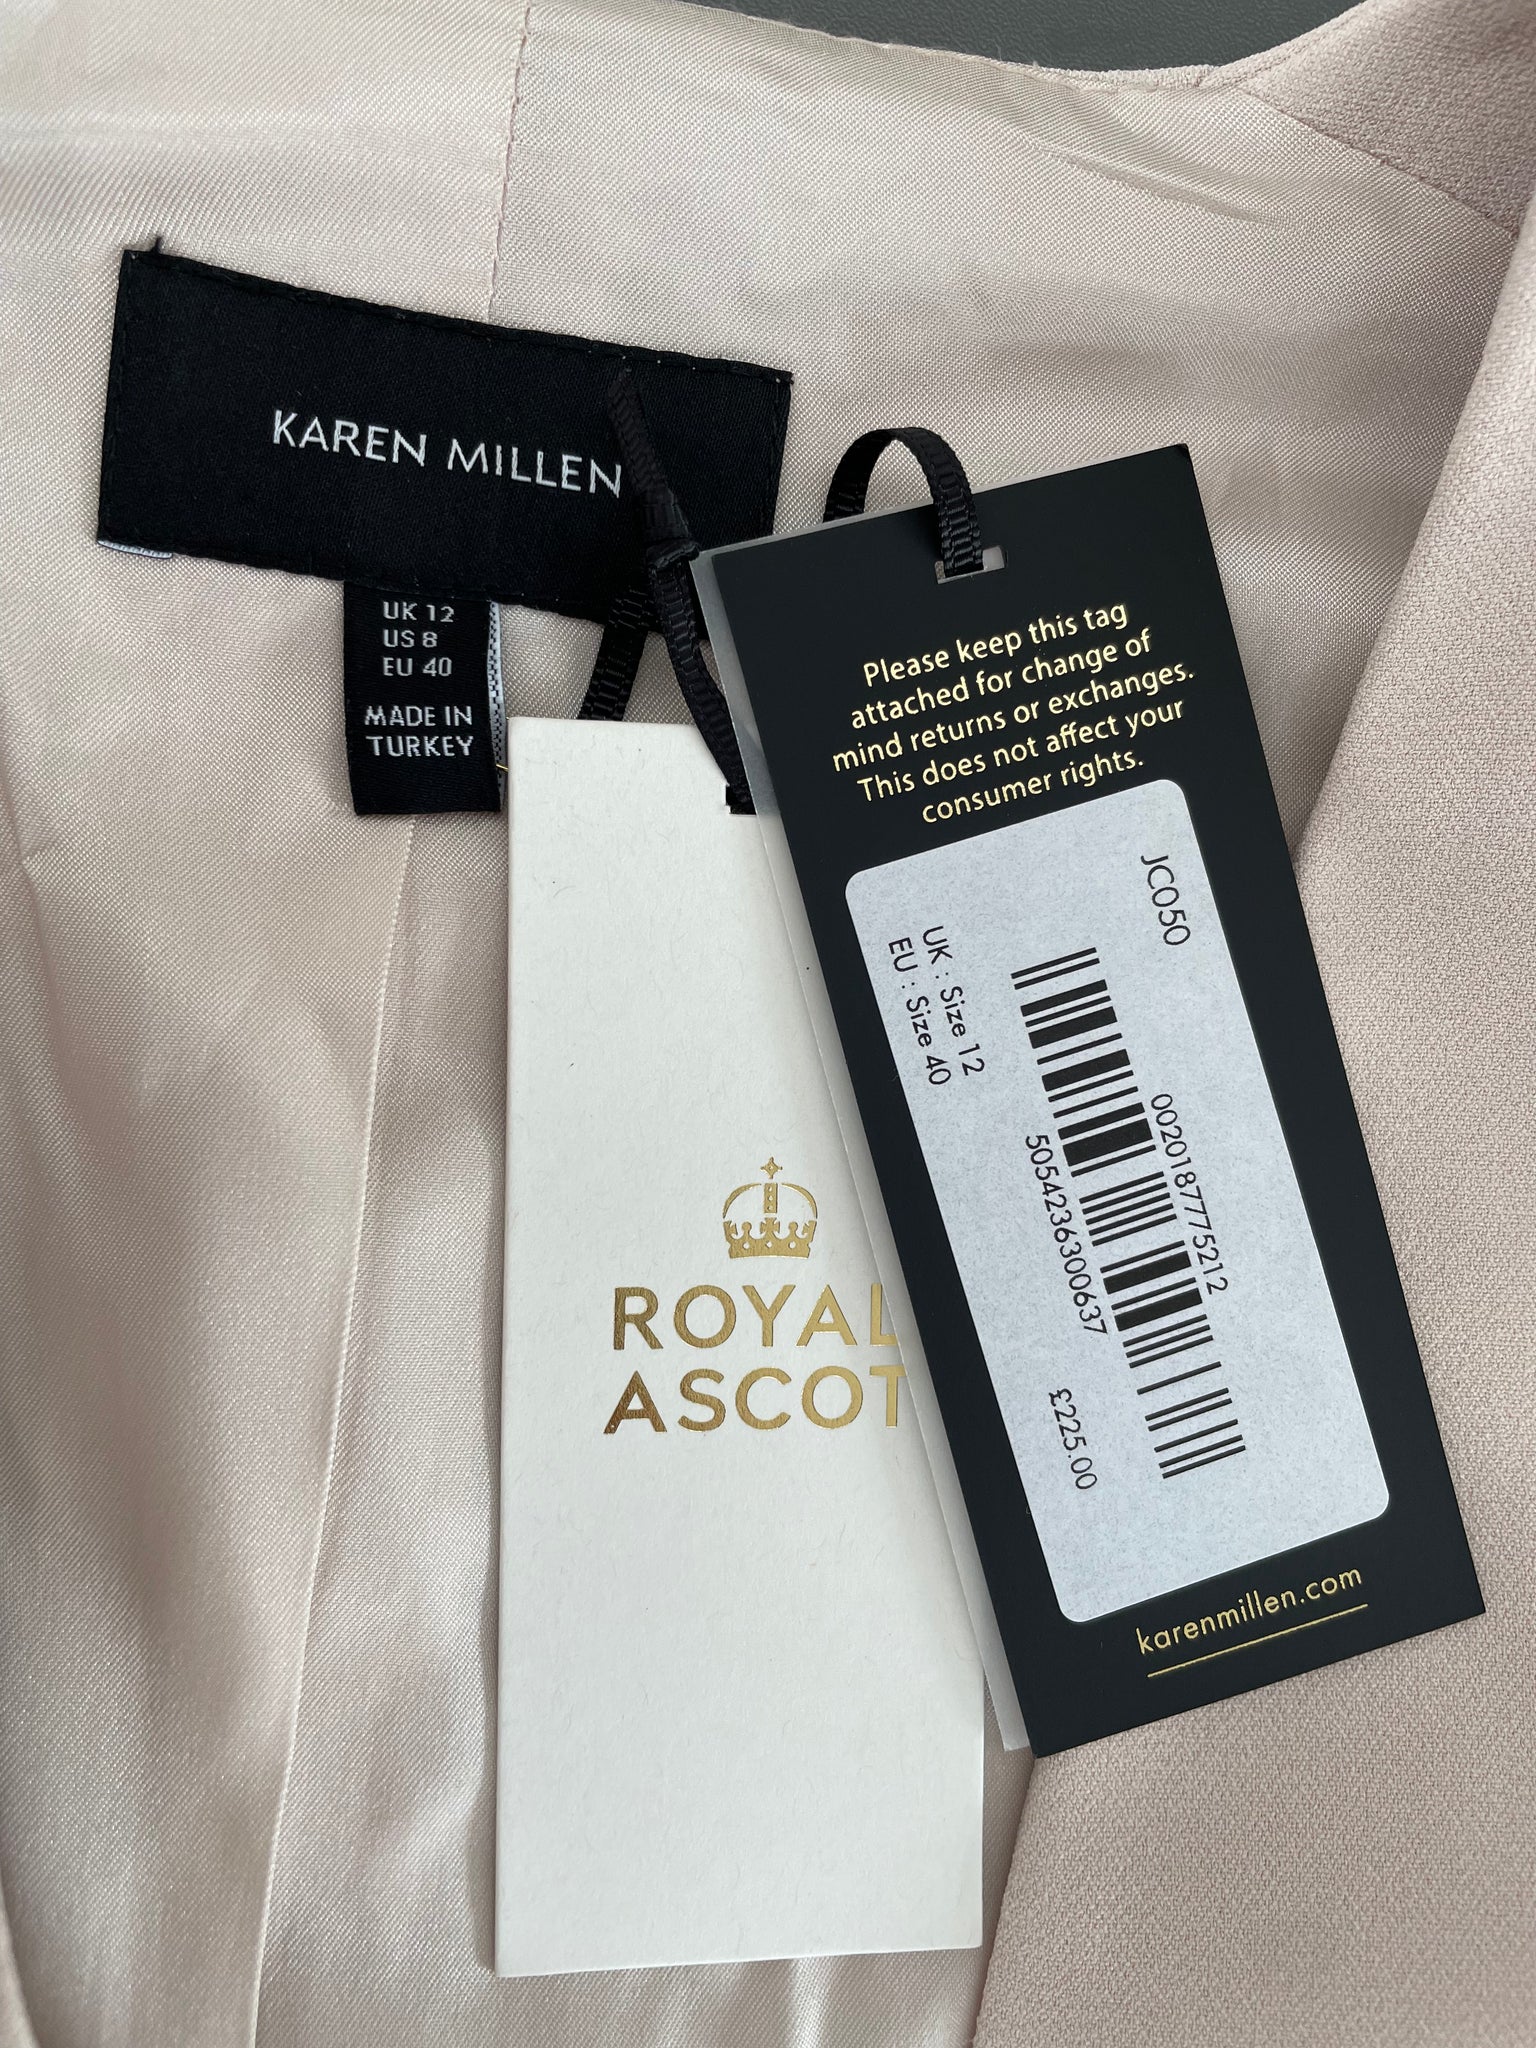 KAREN MILLEN
UK 12
US 8
EU 40
MADE IN
TURKEY
Please keep this tag
attached for change of
mind returns or exchanges.
This does not affect your
consumer rights.
JC050
0020187775212
5054236300637
UK : Size 12
EU : Size 40
£225.00
karenmillen.com
ROYAL
ASCOT